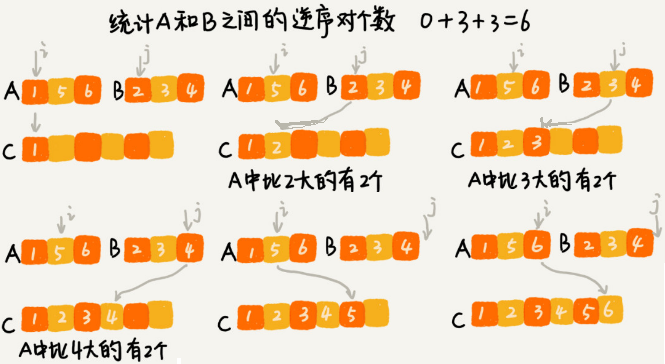 统计A和B之间的逆序对个数 0+3+3=6
i j i j i j
A 1 5 6 B 2 3 4 A 1 5 6 B 2 3 4 A 1 5 6 B 2 3 4
C 1 C 1 2 C 1 2 3
A中比2大的有2个 A中比3大的有2个
i j i j i j
A 1 5 6 B 2 3 4 A 1 5 6 B 2 3 4 A 1 5 6 B 2 3 4
C 1 2 3 4 C 1 2 3 4 5 C 1 2 3 4 5 6
A中比4大的有2个